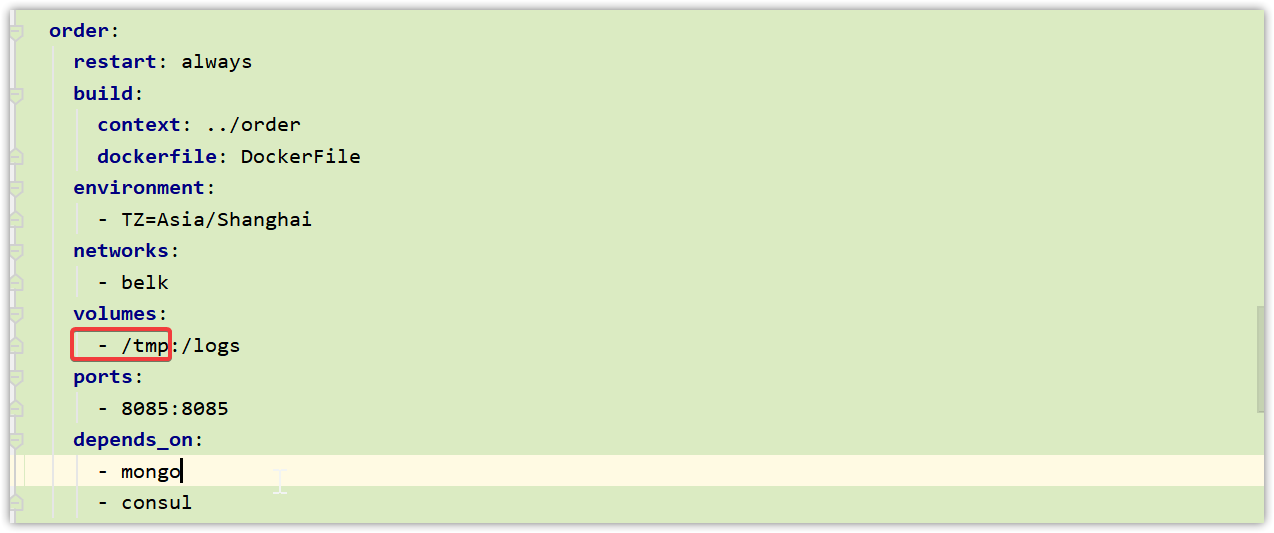 order:
  restart: always
  build:
    context: ../order
    dockerfile: DockerFile
  environment:
    - TZ=Asia/Shanghai
  networks:
    - belk
  volumes:
    - /tmp:/logs
  ports:
    - 8085:8085
  depends_on:
    - mongo
    - consul